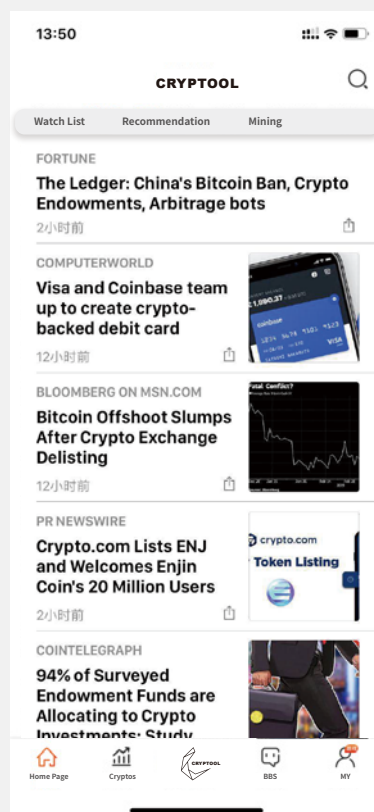 13:50
CRYPTOOL
Watch List Recommendation Mining
FORTUNE
The Ledger: China's Bitcoin Ban, Crypto
Endowments, Arbitrage bots
2小时前
COMPUTERWORLD
Visa and Coinbase team
up to create crypto-
backed debit card
12小时前
coinbase
VISA
BLOOMBERG ON MSN.COM
Bitcoin Offshoot Slumps
After Crypto Exchange
Delisting
12小时前
Fatal Conflict?
PR NEWSWIRE
Crypto.com Lists ENJ
and Welcomes Enjin
Coin's 20 Million Users
2小时前
crypto.com
Token Listing
COINTELEGRAPH
94% of Surveyed
Endowment Funds are
Allocating to Crypto
Investments: Study
CRYPTOOL
Home Page Cryptos BBS MY